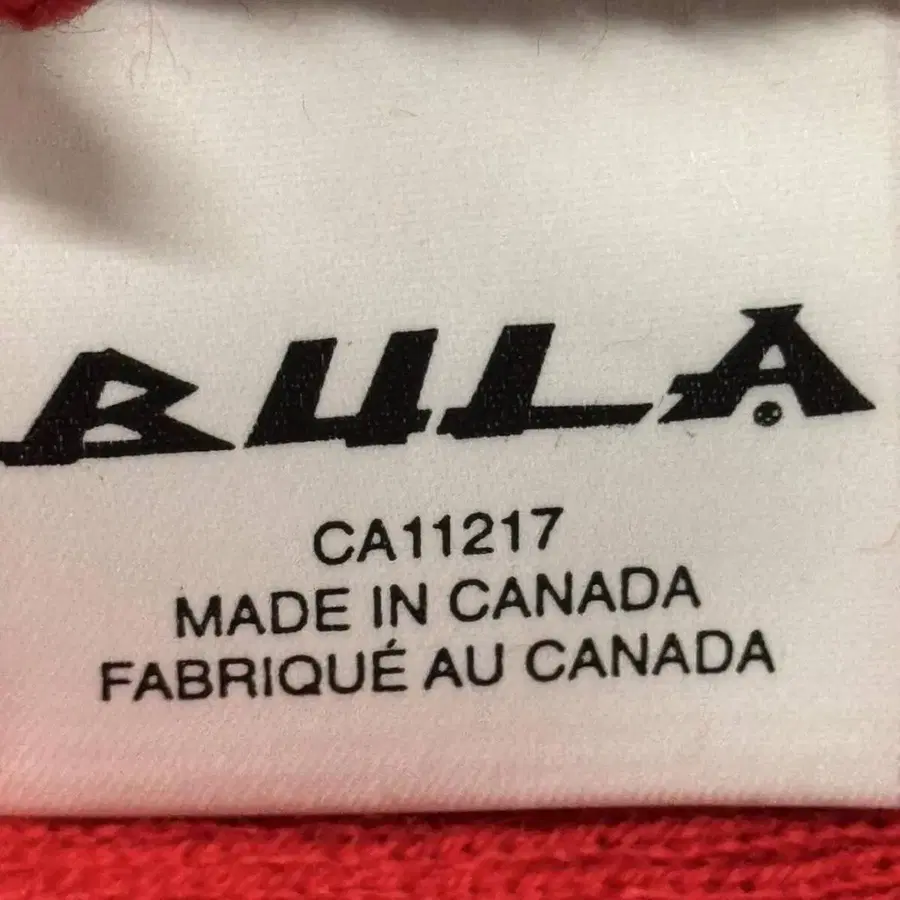 BULA
CA11217
MADE IN CANADA
FABRIQUÉ AU CANADA